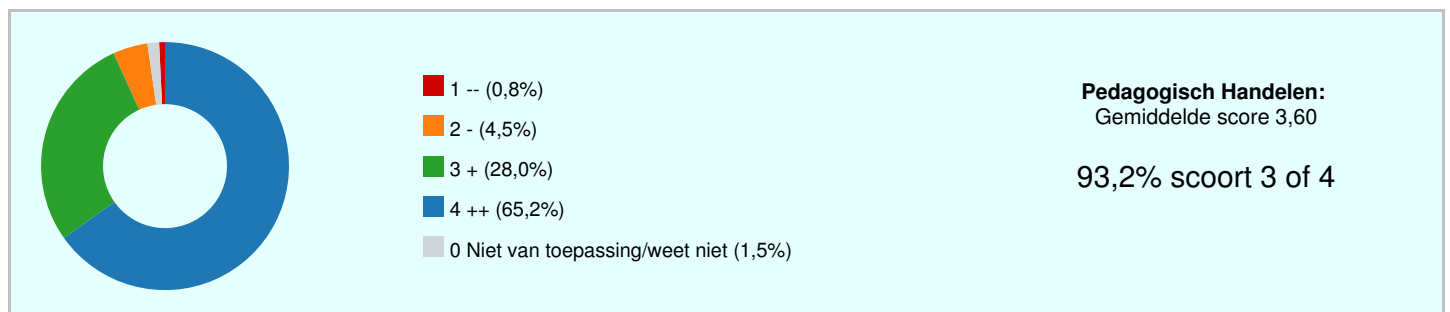 1 -- (0,8%)
2 - (4,5%)
3 + (28,0%)
4 ++ (65,2%)
0 Niet van toepassing/weet niet (1,5%)
Pedagogisch Handelen:
Gemiddelde score 3,60
93,2% scoort 3 of 4